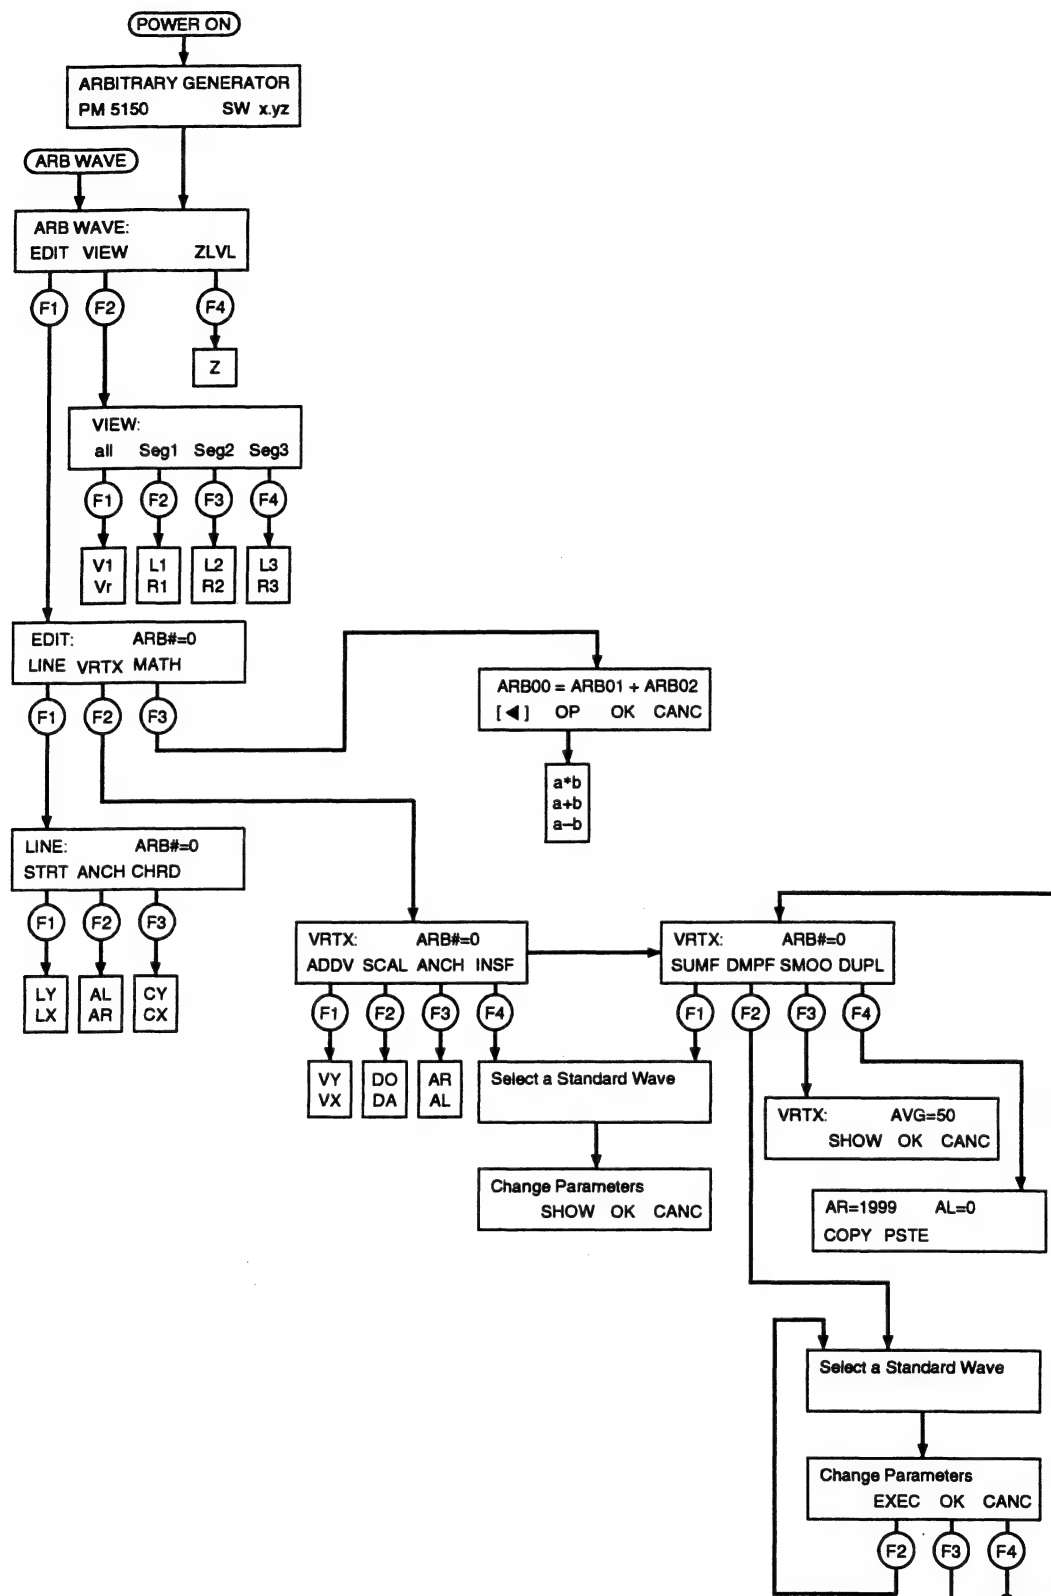 POWER ON
ARBITRARY GENERATOR
PM 5150 SW x.yz
ARB WAVE
ARB WAVE:
EDIT VIEW ZLVL
F1 F2 F4
Z
VIEW:
all Seg1 Seg2 Seg3
F1 F2 F3 F4
V1 L1 L2 L3
Vr R1 R2 R3
EDIT: ARB#=0
LINE VRTX MATH
F1 F2 F3
ARB00 = ARB01 + ARB02
[◀] OP OK CANC
a*b
a+b
a–b
LINE: ARB#=0
STRT ANCH CHRD
F1 F2 F3
LY AL CY
LX AR CX
VRTX: ARB#=0
ADDV SCAL ANCH INSF
F1 F2 F3 F4
VY DO AR
VX DA AL
VRTX: ARB#=0
SUMF DMPF SMOO DUPL
F1 F2 F3 F4
Select a Standard Wave
Change Parameters
SHOW OK CANC
VRTX: AVG=50
SHOW OK CANC
AR=1999 AL=0
COPY PSTE
Select a Standard Wave
Change Parameters
EXEC OK CANC
F2 F3 F4